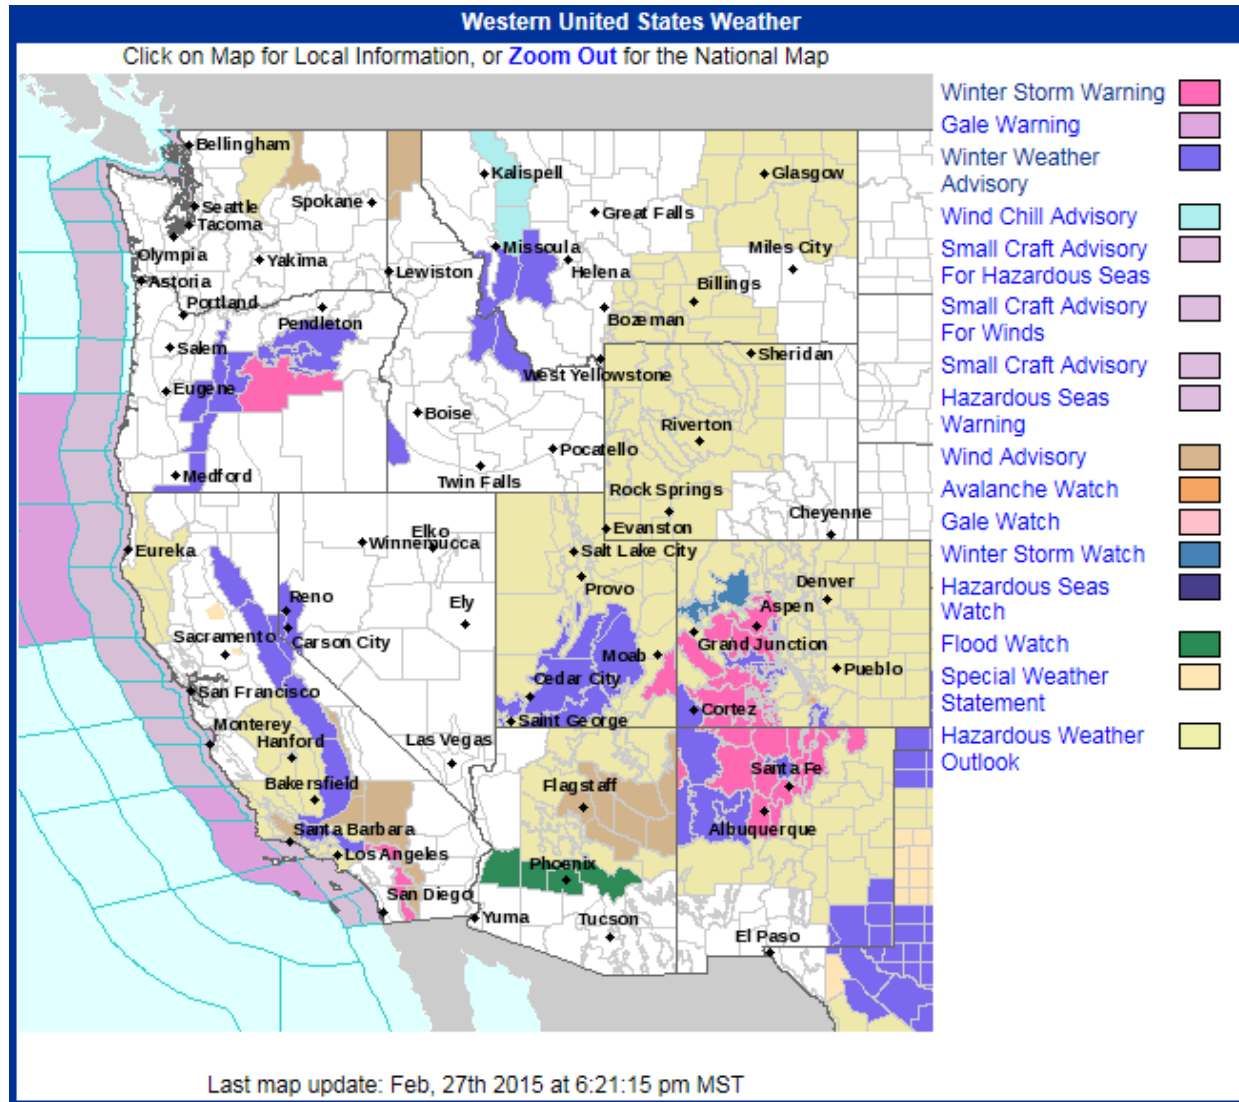 Western United States Weather
Click on Map for Local Information, or Zoom Out for the National Map
Winter Storm Warning
Gale Warning
Winter Weather
Advisory
Wind Chill Advisory
Small Craft Advisory
For Hazardous Seas
Small Craft Advisory
For Winds
Small Craft Advisory
Hazardous Seas
Warning
Wind Advisory
Avalanche Watch
Gale Watch
Winter Storm Watch
Hazardous Seas
Watch
Flood Watch
Special Weather
Statement
Hazardous Weather
Outlook
Bellingham
Kalispell
Glasgow
Seattle
Spokane
Great Falls
Tacoma
Olympia
Yakima
Missoula
Miles City
Astoria
Lewiston
Helena
Billings
Portland
Pendleton
Bozeman
Salem
Sheridan
Eugene
West Yellowstone
Boise
Riverton
Medford
Twin Falls
Pocatello
Rock Springs
Cheyenne
Eureka
Elko
Winnemucca
Evanston
Salt Lake City
Provo
Denver
Reno
Ely
Aspen
Sacramento
Carson City
Moab
Grand Junction
Pueblo
San Francisco
Cedar City
Cortez
Monterey
Saint George
Hanford
Las Vegas
Bakersfield
Flagstaff
Santa Fe
Santa Barbara
Albuquerque
Los Angeles
Phoenix
San Diego
Yuma
Tucson
El Paso
Last map update: Feb, 27th 2015 at 6:21:15 pm MST